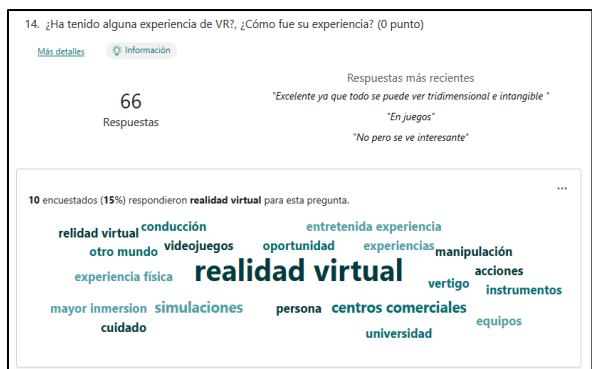 14. ¿Ha tenido alguna experiencia de VR?, ¿Cómo fue su experiencia? (0 punto)
Más detalles
Información
66
Respuestas
Respuestas más recientes
"Excelente ya que todo se puede ver tridimensional e intangible "
"En juegos"
"No pero se ve interesante"
10 encuestados (15%) respondieron realidad virtual para esta pregunta.
relidad virtual conducción entretenida experiencia
otro mundo videojuegos oportunidad experiencias manipulación
experiencia física realidad virtual vertigo acciones
instrumentos
mayor inmersion simulaciones persona centros comerciales
cuidado universidad equipos